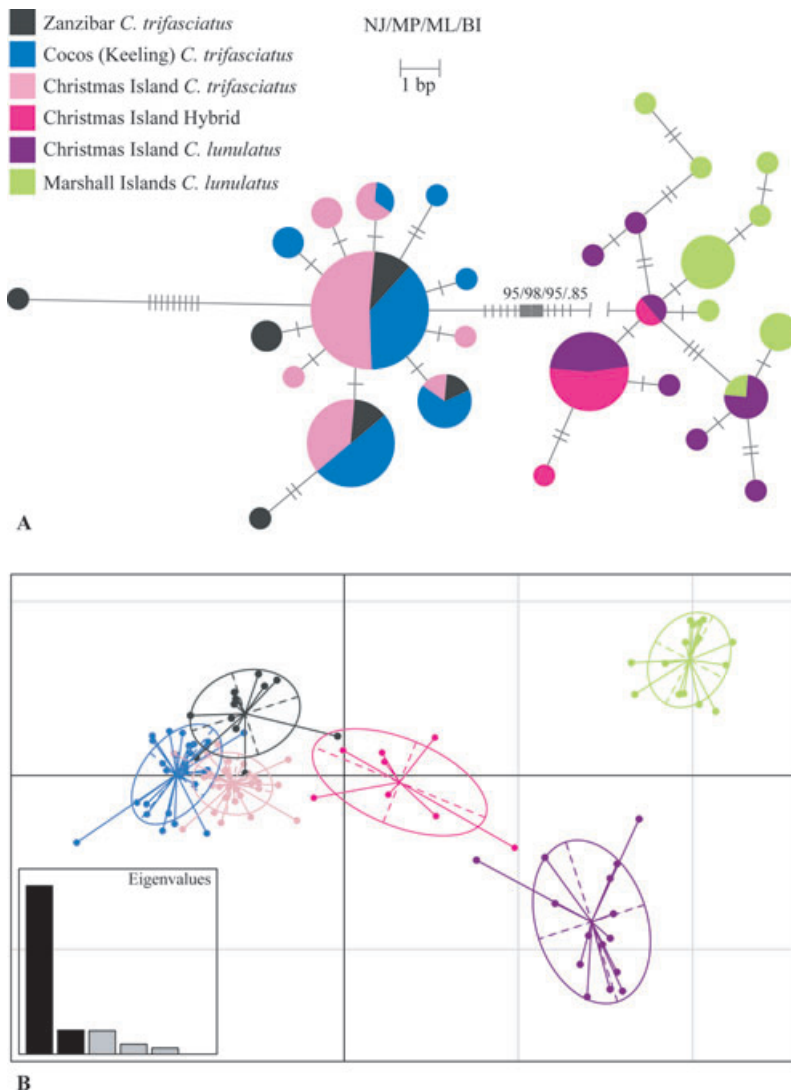 Zanzibar C. trifasciatus
Cocos (Keeling) C. trifasciatus
Christmas Island C. trifasciatus
Christmas Island Hybrid
Christmas Island C. lunulatus
Marshall Islands C. lunulatus
NJ/MP/ML/BI
1 bp
95/98/95/.85
A
Eigenvalues
B